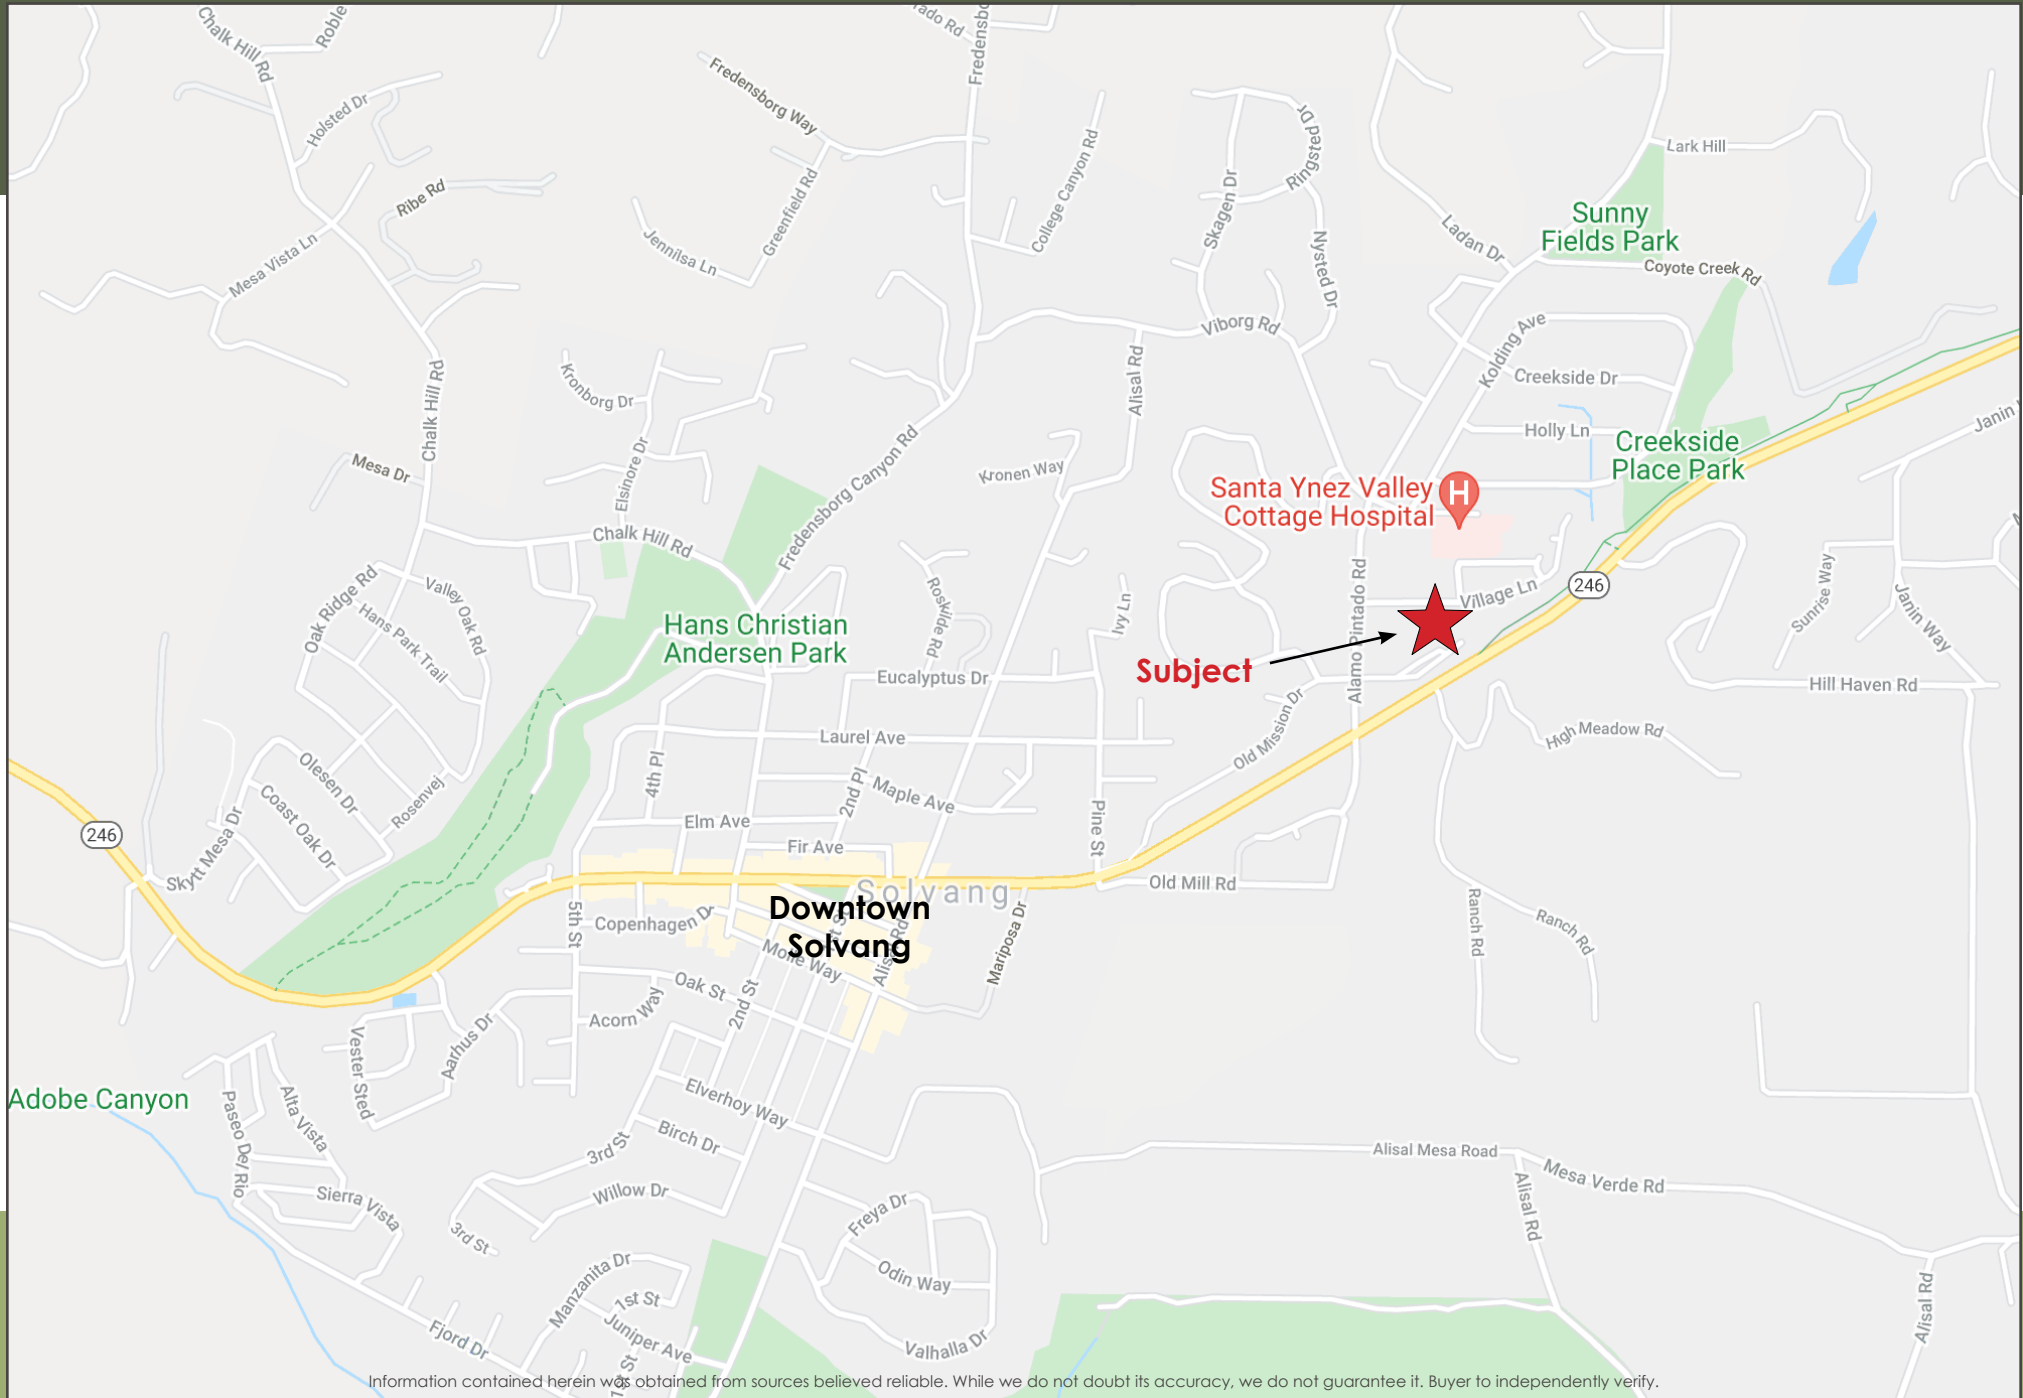 Chalk Hill Rd
Roble
Fredensborg Way
rado Rd
Fredensbo
Holsted Dr
Ribe Rd
Mesa Vista Ln
Greenfield Rd
Jennilsa Ln
College Canyon Rd
Skagen Dr
Ringsted Dr
Nysted Dr
Ladan Dr
Lark Hill
Sunny
Fields Park
Coyote Creek Rd
Viborg Rd
Kolding Ave
Creekside Dr
Holly Ln
Creekside
Place Park
Janin
Chalk Hill Rd
Kronborg Dr
Alisal Rd
Mesa Dr
Elsinore Dr
Fredensborg Canyon Rd
Kronen Way
Santa Ynez Valley
Cottage Hospital
H
Chalk Hill Rd
Oak Ridge Rd
Valley Oak Rd
Hans Park Trail
Hans Christian
Andersen Park
Roskilde Rd
Ivy Ln
Alamo Pintado Rd
Village Ln
246
Sunrise Way
Janin Way
Subject
Eucalyptus Dr
Hill Haven Rd
Old Mission Dr
High Meadow Rd
Laurel Ave
4th Pl
2nd Pl
Maple Ave
Olesen Dr
Coast Oak Dr
Rosenvej
Skytt Mesa Dr
246
Elm Ave
Fir Ave
Pine St
Old Mill Rd
Solvang
Downtown
Solvang
5th St
Copenhagen Dr
Molle Way
Alisal Rd
Mariposa Dr
Ranch Rd
Ranch Rd
Oak St
2nd St
Acorn Way
Aarhus Dr
Vester Sted
Adobe Canyon
Paseo Del Rio
Alta Vista
Elverhoy Way
Birch Dr
3rd St
Willow Dr
Sierra Vista
3rd St
Alisal Mesa Road
Mesa Verde Rd
Alisal Rd
Freya Dr
Odin Way
Valhalla Dr
Manzanita Dr
1st St
Juniper Ave
1st St
Fjord Dr
Alisal Rd
Information contained herein was obtained from sources believed reliable. While we do not doubt its accuracy, we do not guarantee it. Buyer to independently verify.